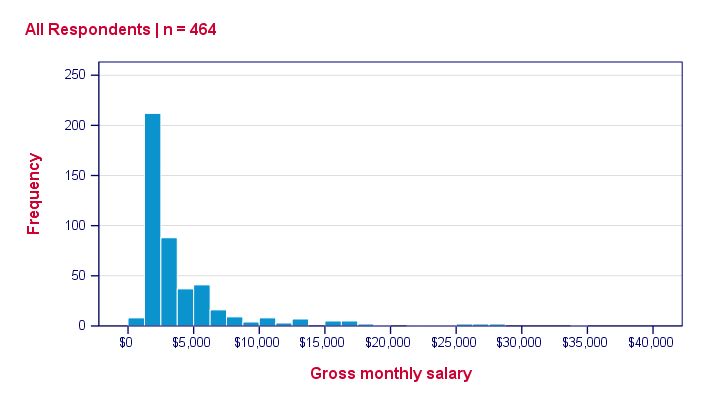 All Respondents | n = 464
250
200
150
100
50
0
Frequency
$0 $5,000 $10,000 $15,000 $20,000 $25,000 $30,000 $35,000 $40,000
Gross monthly salary